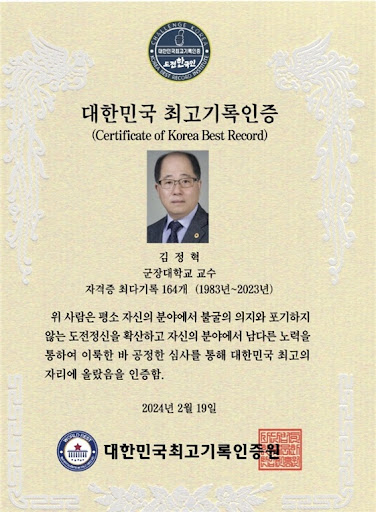 CHALLENGE KOREA
대한민국최고기록인증
도전한국인
KOREA BEST RECORD INSTITUTE
대한민국 최고기록인증
(Certificate of Korea Best Record)
김 정 혁
군장대학교 교수
자격증 최다기록 164개 (1983년~2023년)
위 사람은 평소 자신의 분야에서 불굴의 의지와 포기하지
않는 도전정신을 확산하고 자신의 분야에서 남다른 노력을
통하여 이룩한 바 공정한 심사를 통해 대한민국 최고의
자리에 올랐음을 인증함.
2024년 2월 19일
WORLD BEST
대한민국최고기록인증원